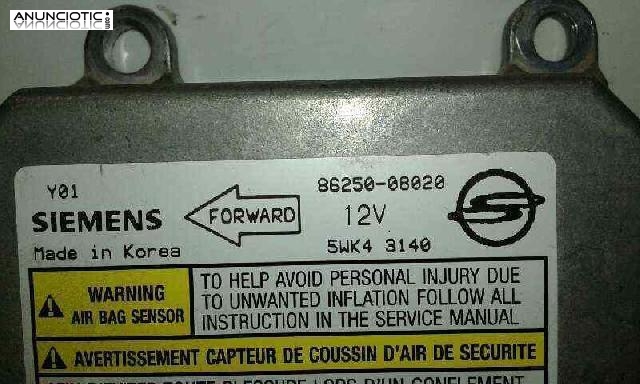 ANUNCIOTIC.com
Y01
SIEMENS
Made in Korea
FORWARD
86250-08020
12V
5WK4 3140
WARNING
AIR BAG SENSOR
TO HELP AVOID PERSONAL INJURY DUE
TO UNWANTED INFLATION FOLLOW ALL
INSTRUCTION IN THE SERVICE MANUAL
AVERTISSEMENT CAPTEUR DE COUSSIN D'AIR DE SECURITE